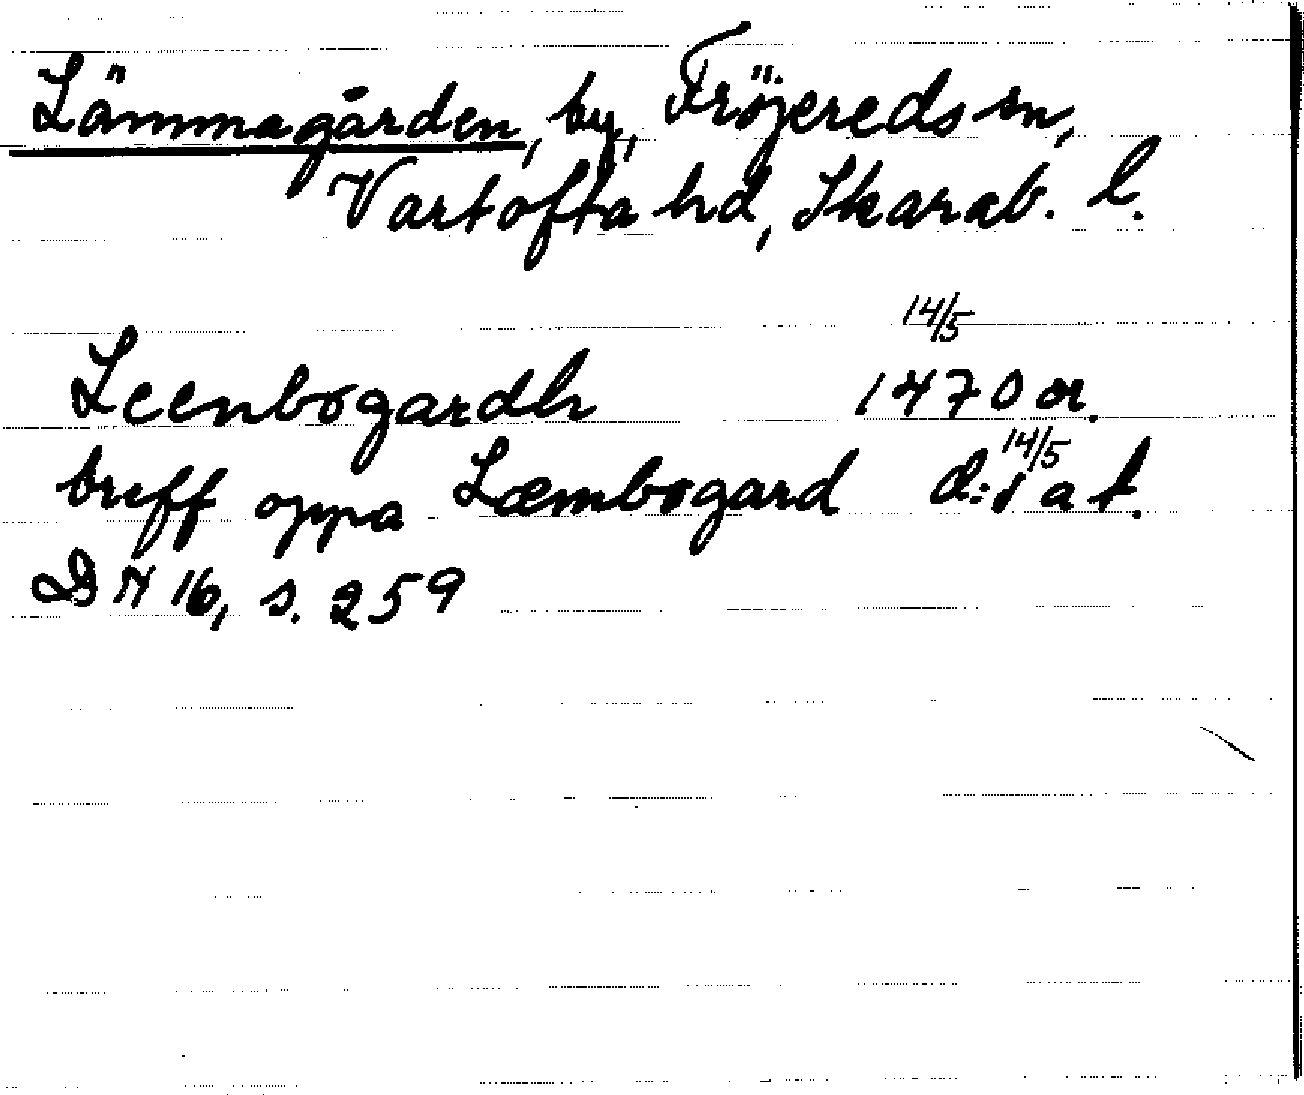 Lämmagården, by, Fröjereds sn,
Vartofta hd, Skarab. l.
14/5
Leenbogardh 1470 or.
14/5
breff oppa Læmbogard d: s a t.
DN 16, s. 259